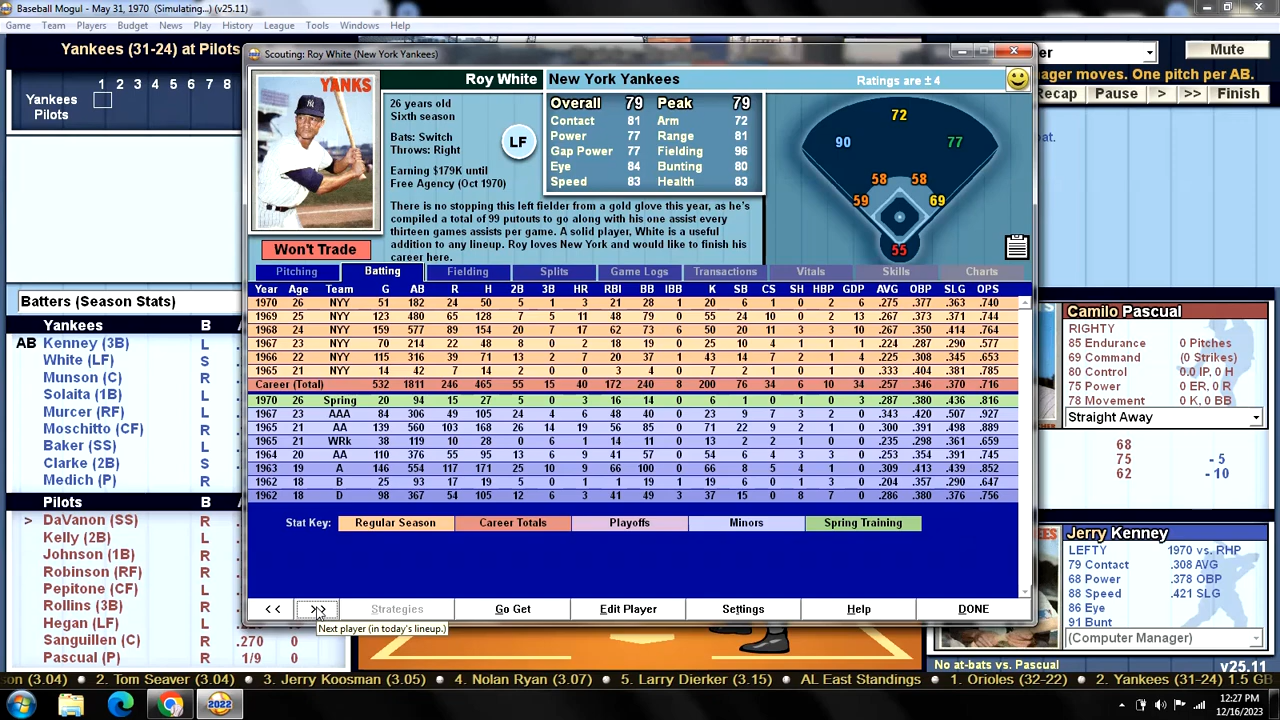 Baseball Mogul - May 31, 1970 (Simulating...) (v25.11)
Game Team Players Budget News Play History League Tools Windows Help
Yankees (31-24) at Pilots
1 2 3 4 5 6 7 8
Yankees
Pilots
Mute
One pitch per AB.
Recap Pause > >> Finish
Scouting: Roy White (New York Yankees)
YANKS
Roy White
New York Yankees
Ratings are ± 4
26 years old
Sixth season
Bats: Switch
Throws: Right
Earning $179K until
Free Agency (Oct 1970)
LF
Overall 79 Peak 79
Contact 81 Arm 72
Power 77 Range 81
Gap Power 77 Fielding 96
Eye 84 Bunting 80
Speed 83 Health 83
72
90 77
58 58
59 69
55
There is no stopping this left fielder from a gold glove this year, as he's
compiled a total of 99 putouts to go along with his one assist every
thirteen games assists per game. A solid player, White is a useful
addition to any lineup. Roy loves New York and would like to finish his
career here.
Won't Trade
Pitching Batting Fielding Splits Game Logs Transactions Vitals Skills Charts
Year Age Team G AB R H 2B 3B HR RBI BB IBB K SB CS SH HBP GDP AVG OBP SLG OPS
1970 26 NYY 51 182 24 50 5 1 3 21 28 1 20 6 1 0 2 6 .275 .377 .363 .740
1969 25 NYY 123 480 65 128 7 5 11 48 79 0 55 24 10 0 2 13 .267 .373 .371 .744
1968 24 NYY 159 577 89 154 20 7 17 62 73 6 50 20 11 3 3 10 .267 .350 .414 .764
1967 23 NYY 70 214 22 48 8 0 2 18 19 0 25 10 4 1 1 1 .224 .287 .290 .577
1966 22 NYY 115 316 39 71 13 2 7 20 37 1 43 14 7 2 1 4 .225 .308 .345 .653
1965 21 NYY 14 42 7 14 2 0 0 3 4 0 7 2 1 0 1 0 .333 .404 .381 .785
Career (Total) 532 1811 246 465 55 15 40 172 240 8 200 76 34 6 10 34 .257 .346 .370 .716
1970 26 Spring 20 94 15 27 5 0 3 16 14 0 6 1 0 1 0 3 .287 .380 .436 .816
1967 23 AAA 84 306 49 105 24 4 6 48 40 0 23 9 7 3 2 0 .343 .420 .507 .927
1965 21 AA 139 560 103 168 26 14 19 56 85 0 71 22 9 2 3 0 .300 .391 .498 .889
1965 21 WRk 38 119 10 28 0 6 1 14 11 0 13 2 2 1 0 0 .235 .298 .361 .659
1964 20 AA 110 376 55 95 13 6 9 41 57 0 54 6 4 3 3 0 .253 .354 .391 .745
1963 19 A 146 554 117 171 25 10 9 66 100 0 66 8 5 4 1 0 .309 .413 .439 .852
1962 18 B 25 93 17 19 5 0 1 1 19 1 19 6 0 1 3 0 .204 .357 .290 .647
1962 18 D 98 367 54 105 12 6 3 41 49 3 37 15 0 8 7 0 .286 .380 .376 .756
Stat Key: Regular Season Career Totals Playoffs Minors Spring Training
<< >> Strategies Go Get Edit Player Settings Help DONE
Next player (in today's lineup.)
Batters (Season Stats)
Yankees B
AB Kenney (3B) L
White (LF) S
Munson (C) R
Solaita (1B) L
Murcer (RF) L
Moschitto (CF) R
Baker (SS) L
Clarke (2B) S
Medich (P) R
Pilots B
> DaVanon (SS) R
Kelly (2B) L
Johnson (1B) R
Robinson (RF) R
Pepitone (CF) L
Rollins (3B) R
Hegan (LF) L
Sanguillen (C) R .270 0
Pascual (P) R 1/9 0
Camilo Pascual
RIGHTY
85 Endurance 0 Pitches
69 Command (0 Strikes)
80 Control 0.0 IP, 0 H
75 Power 0 ER, 0 R
78 Movement 0 K, 0 BB
Straight Away
68
75 - 5
62 - 10
Jerry Kenney
LEFTY 1970 vs. RHP
79 Contact .308 AVG
68 Power .378 OBP
88 Speed .421 SLG
86 Eye
91 Bunt
(Computer Manager)
No at-bats vs. Pascual
v25.11
son (3.04) 2. Tom Seaver (3.04) 3. Jerry Koosman (3.05) 4. Nolan Ryan (3.07) 5. Larry Dierker (3.15) AL East Standings 1. Orioles (32-22) 2. Yankees (31-24) 1.5 GB
2022
12:27 PM
12/16/2023